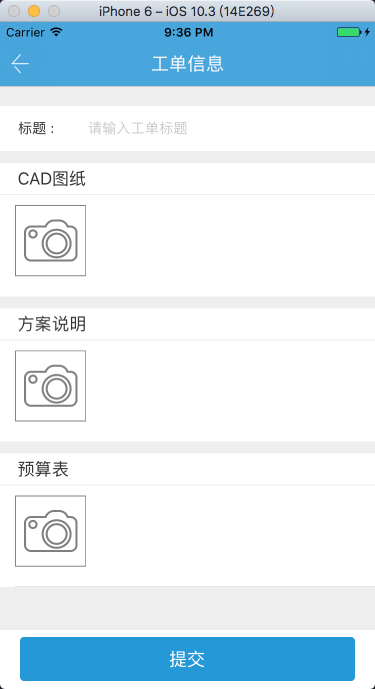 iPhone 6 – iOS 10.3 (14E269)
Carrier 9:36 PM
工单信息
标题： 请输入工单标题
CAD图纸
方案说明
预算表
提交